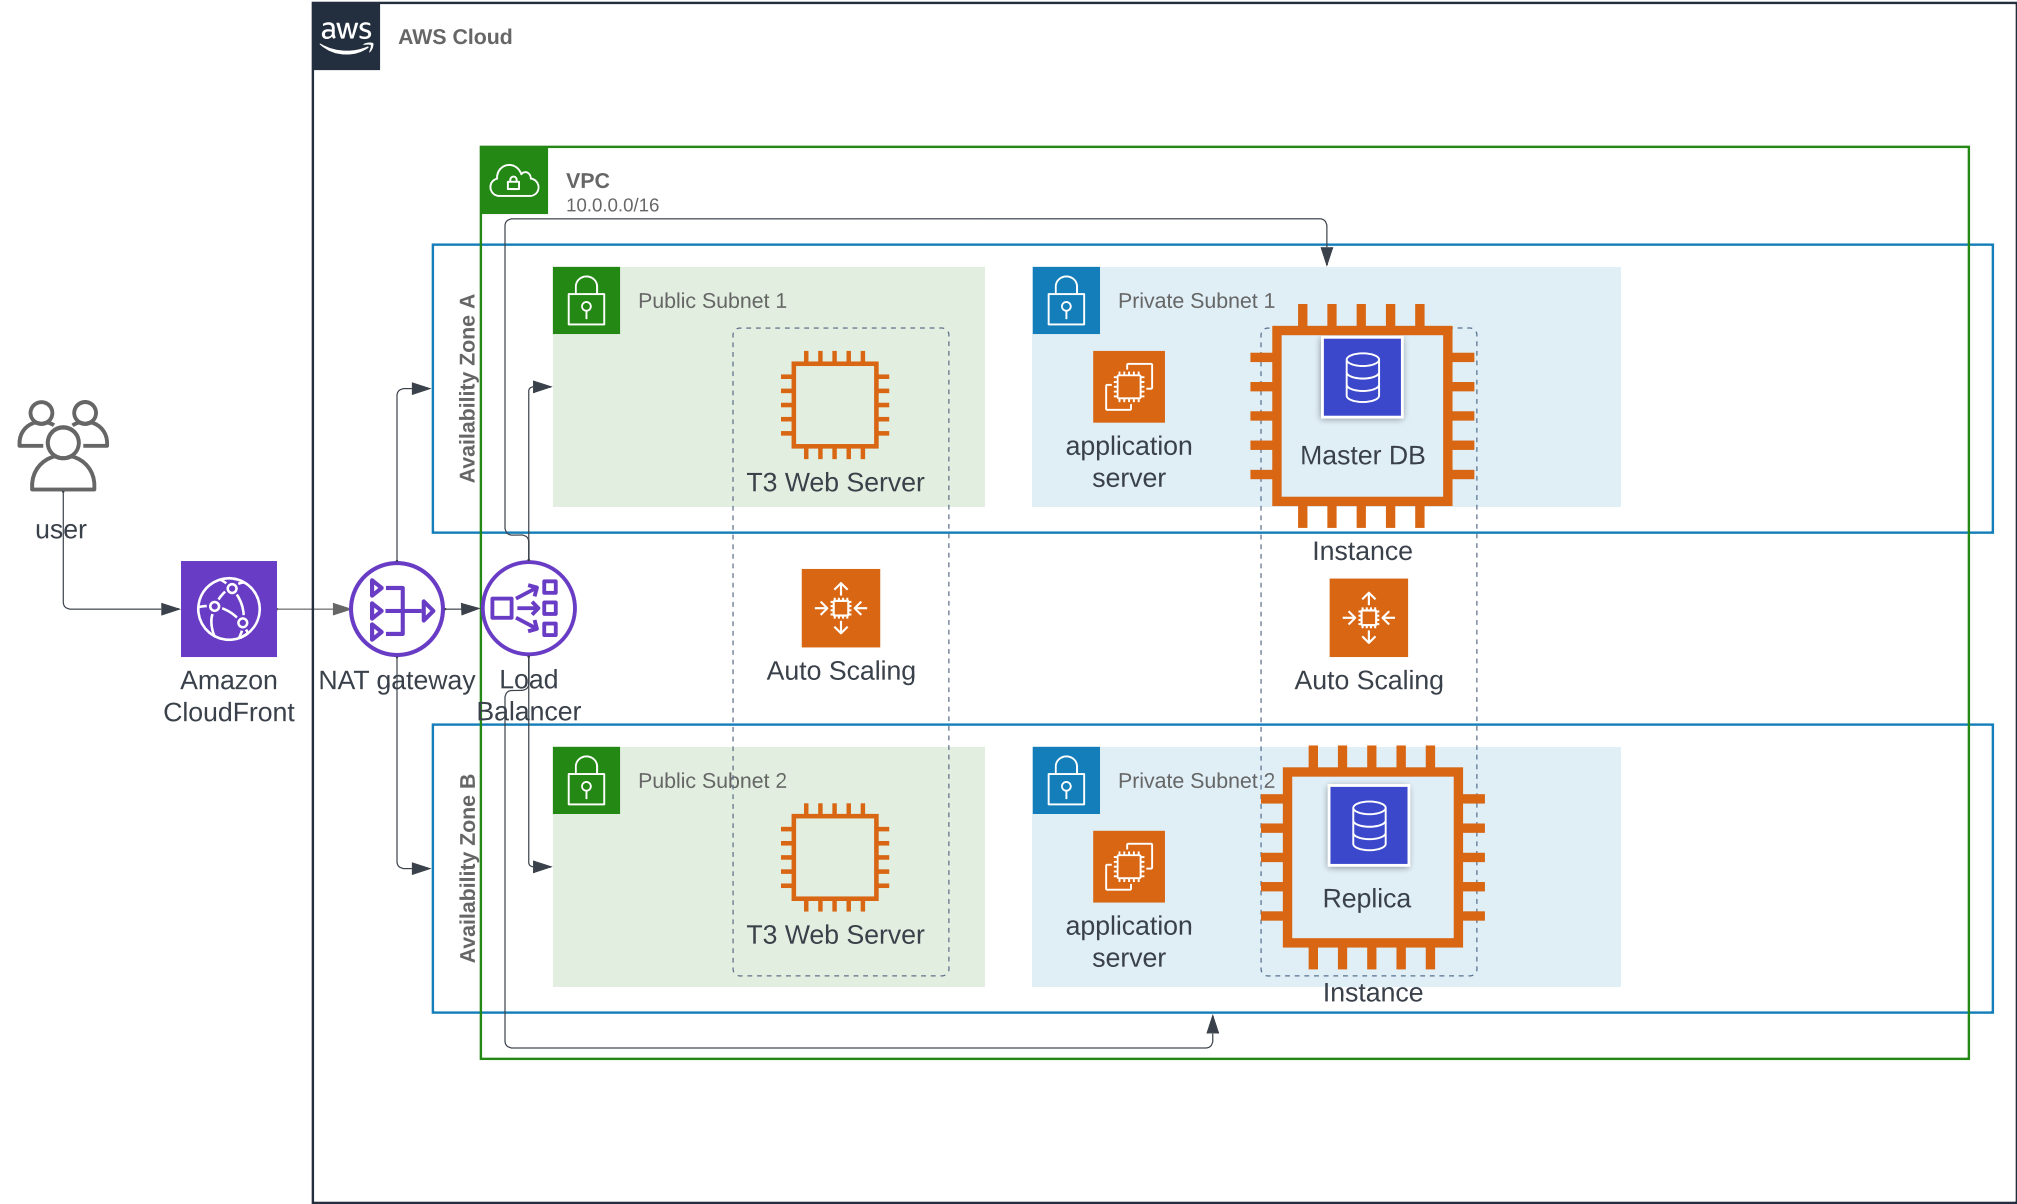 aws
AWS Cloud
VPC
10.0.0.0/16
Availability Zone A
Public Subnet 1
T3 Web Server
Private Subnet 1
application
server
Master DB
Instance
user
Amazon
CloudFront
NAT gateway
Load
Balancer
Auto Scaling
Auto Scaling
Availability Zone B
Public Subnet 2
T3 Web Server
Private Subnet 2
application
server
Replica
Instance